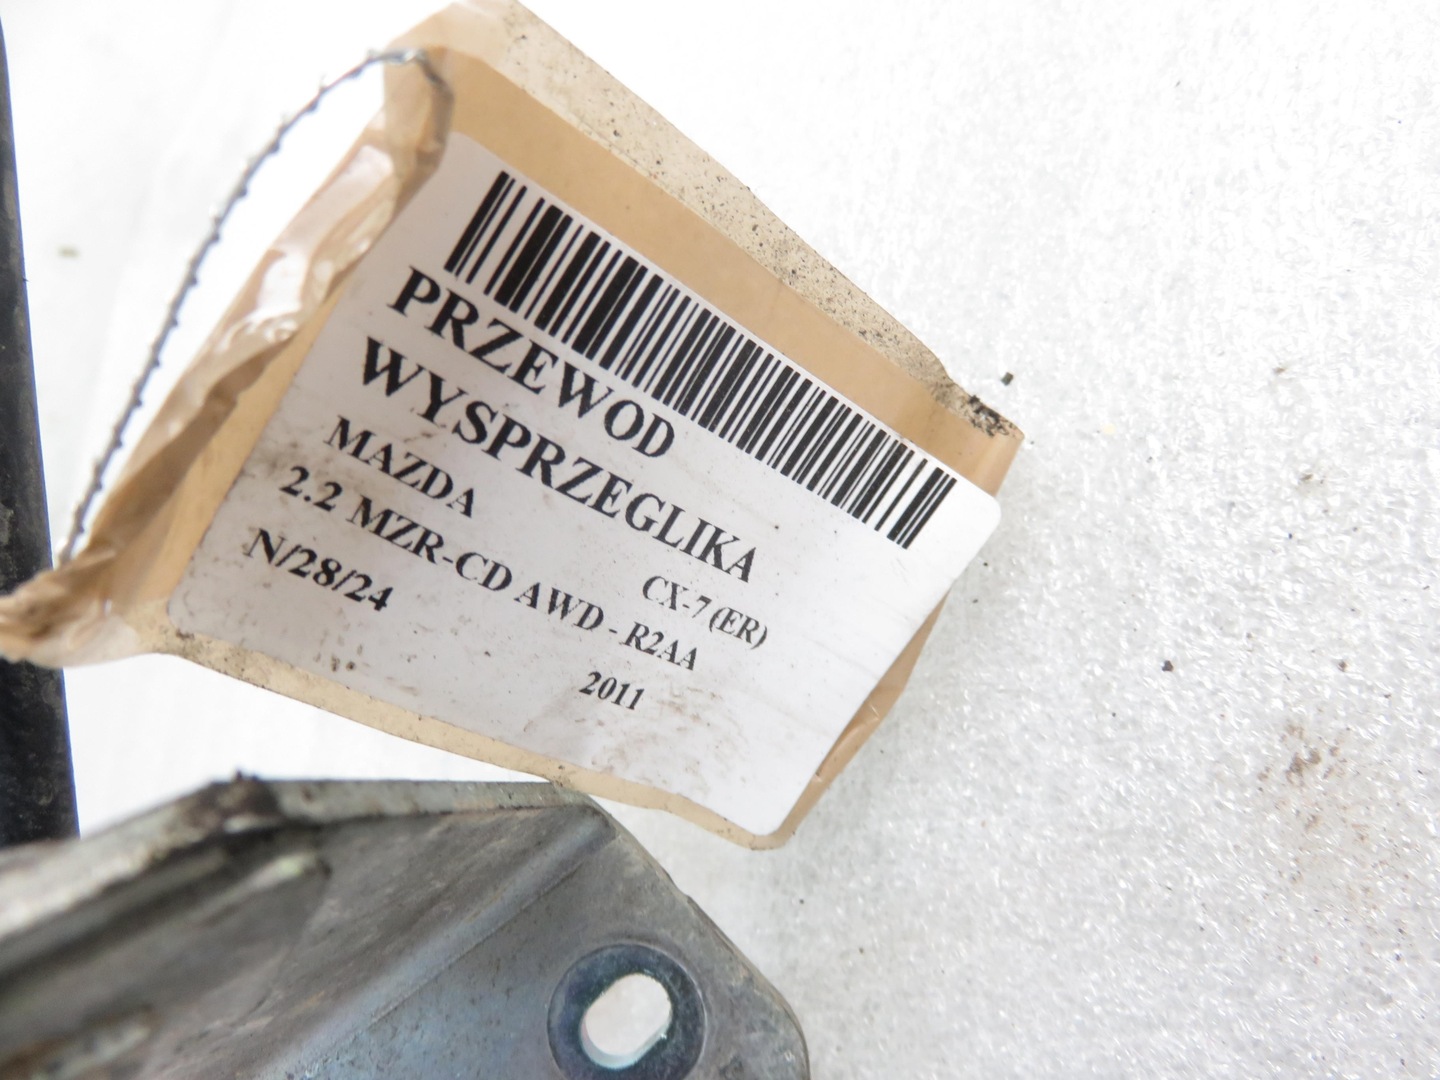 PRZEWOD
WYSPRZEGLIKA
MAZDA CX-7 (ER)
2.2 MZR-CD AWD - R2AA
N/28/24 2011